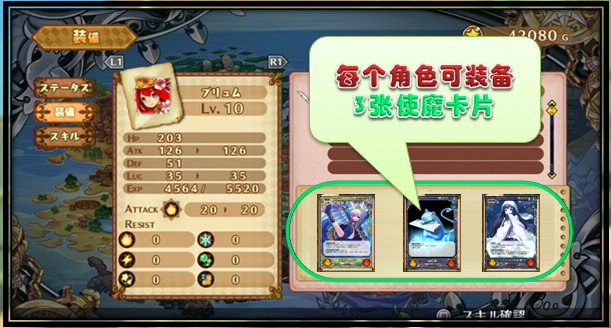 装備
L1
R1
42080 G
ステータス
装備
スキル
プリュム
Lv. 10
HP 203
ATK 126 126
DEF 51
LUC 35 35
EXP 4564 / 5520
ATTACK 20 20
RESIST
0 0
0 0
0 0
每个角色可装备
3张使魔卡片
スキル確認